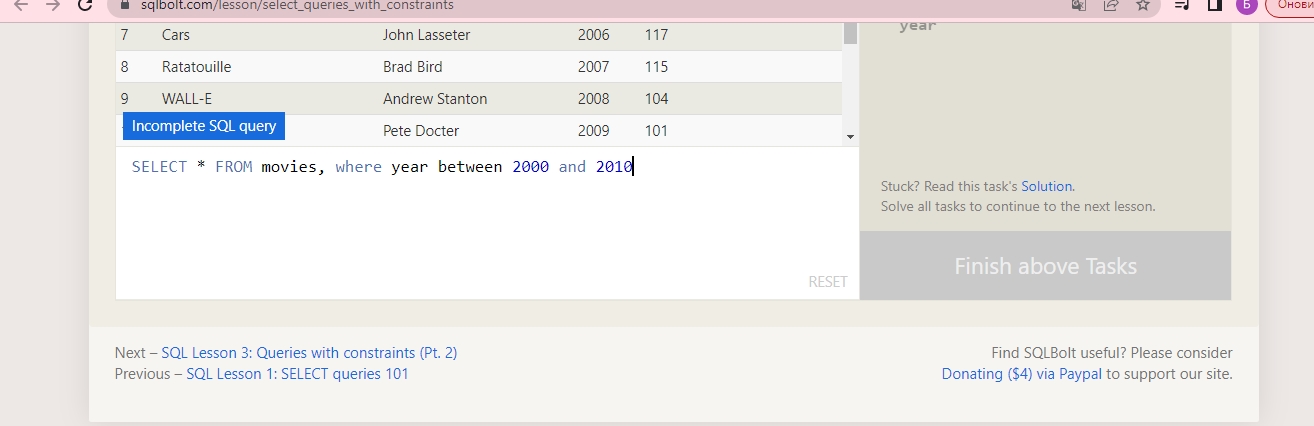 sqlbolt.com/lesson/select_queries_with_constraints
Б
Онови
year
7 Cars John Lasseter 2006 117
8 Ratatouille Brad Bird 2007 115
9 WALL-E Andrew Stanton 2008 104
Incomplete SQL query Pete Docter 2009 101
SELECT * FROM movies, where year between 2000 and 2010
Stuck? Read this task's Solution.
Solve all tasks to continue to the next lesson.
Finish above Tasks
RESET
Next – SQL Lesson 3: Queries with constraints (Pt. 2)
Previous – SQL Lesson 1: SELECT queries 101
Find SQLBolt useful? Please consider
Donating ($4) via Paypal to support our site.